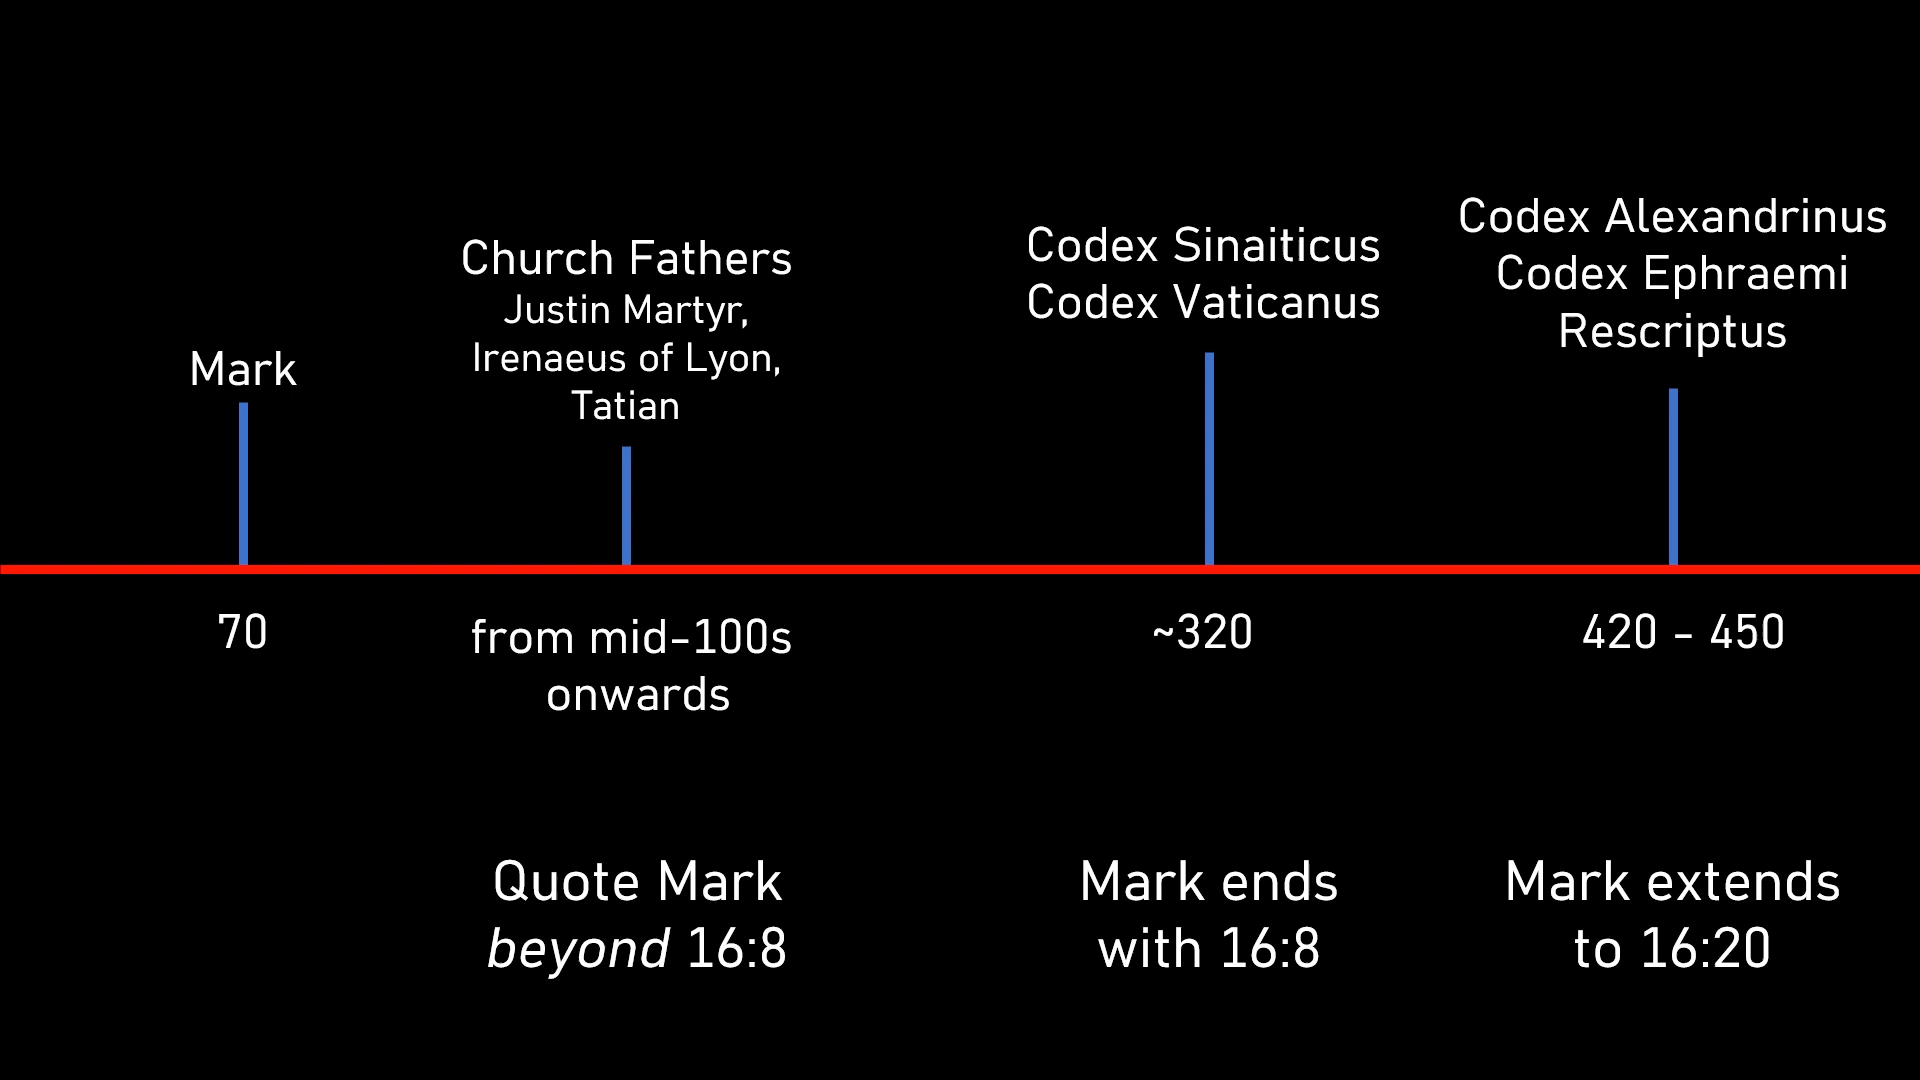 Mark
Church Fathers
Justin Martyr,
Irenaeus of Lyon,
Tatian
Codex Sinaiticus
Codex Vaticanus
Codex Alexandrinus
Codex Ephraemi
Rescriptus
70
from mid-100s
onwards
~320
420 - 450
Quote Mark
beyond 16:8
Mark ends
with 16:8
Mark extends
to 16:20